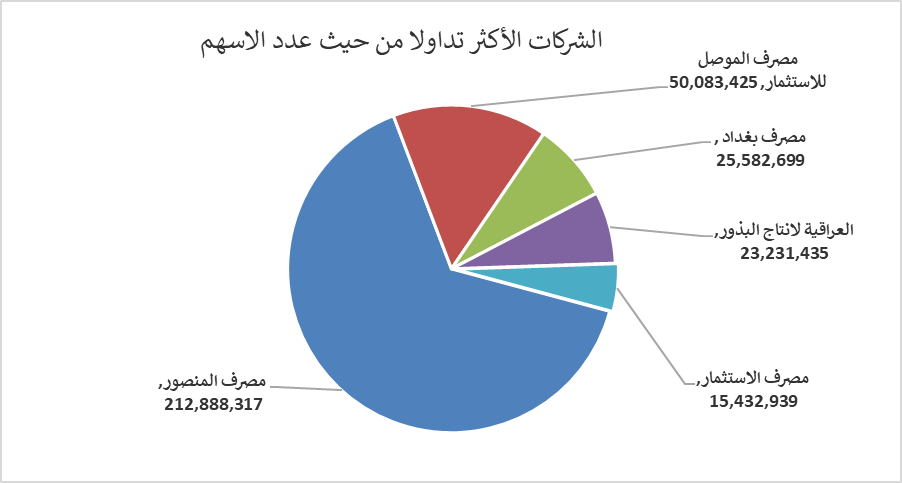 الشركات الأكثر تداولا من حيث عدد الاسهم
مصرف الموصل
للاستثمار, 50,083,425
مصرف بغداد ,
25,582,699
العراقية لانتاج البذور,
23,231,435
مصرف الاستثمار,
15,432,939
مصرف المنصور,
212,888,317